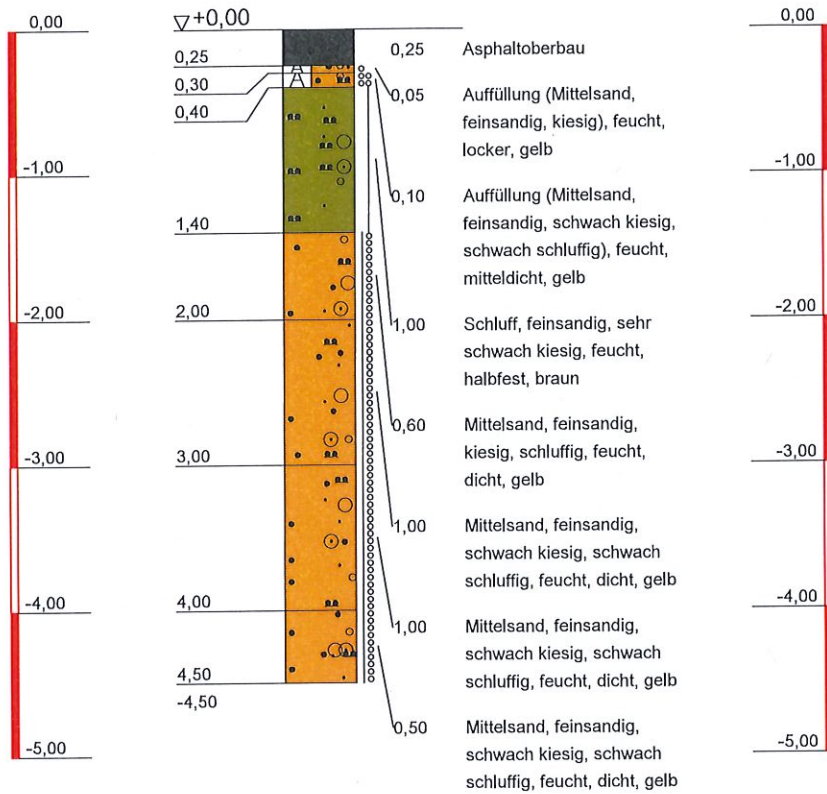 0,00
-1,00
-2,00
-3,00
-4,00
-5,00
+0,00
0,25
0,30
0,40
1,40
2,00
3,00
4,00
4,50
-4,50
A
A
0,25 Asphaltoberbau
0,05 Auffüllung (Mittelsand,
feinsandig, kiesig), feucht,
locker, gelb
0,10 Auffüllung (Mittelsand,
feinsandig, schwach kiesig,
schwach schluffig), feucht,
mitteldicht, gelb
1,00 Schluff, feinsandig, sehr
schwach kiesig, feucht,
halbfest, braun
0,60 Mittelsand, feinsandig,
kiesig, schluffig, feucht,
dicht, gelb
1,00 Mittelsand, feinsandig,
schwach kiesig, schwach
schluffig, feucht, dicht, gelb
1,00 Mittelsand, feinsandig,
schwach kiesig, schwach
schluffig, feucht, dicht, gelb
0,50 Mittelsand, feinsandig,
schwach kiesig, schwach
schluffig, feucht, dicht, gelb
0,00
-1,00
-2,00
-3,00
-4,00
-5,00